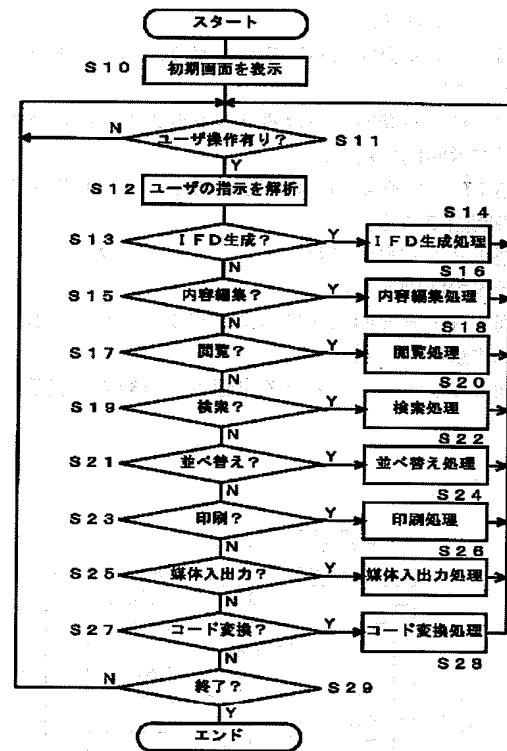 スタート
S10
初期画面を表示
N
ユーザ操作有り?
S11
Y
S12
ユーザの指示を解析
S14
S13
IFD生成?
Y
IFD生成処理
N
S16
S15
内容編集?
Y
内容編集処理
N
S18
S17
閲覧?
Y
閲覧処理
N
S20
S19
検索?
Y
検索処理
N
S22
S21
並べ替え?
Y
並べ替え処理
N
S24
S23
印刷?
Y
印刷処理
N
S26
S25
媒体入出力?
Y
媒体入出力処理
N
S27
コード変換?
Y
コード変換処理
N
S28
N
終了?
S29
Y
エンド